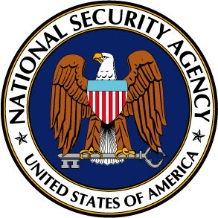 NATIONAL SECURITY AGENCY
UNITED STATES OF AMERICA